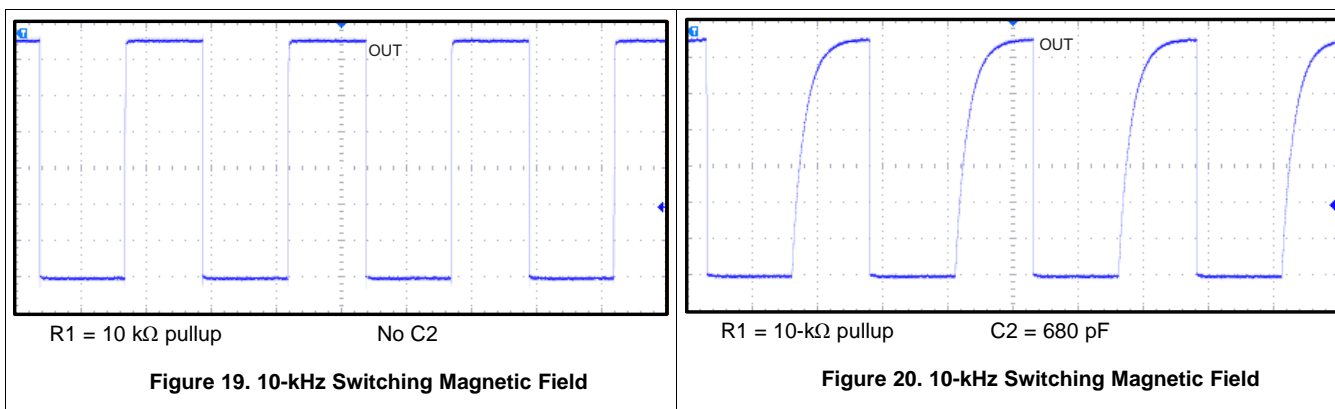 T
OUT
R1 = 10 kΩ pullup No C2
Figure 19. 10-kHz Switching Magnetic Field
T
OUT
R1 = 10-kΩ pullup C2 = 680 pF
Figure 20. 10-kHz Switching Magnetic Field